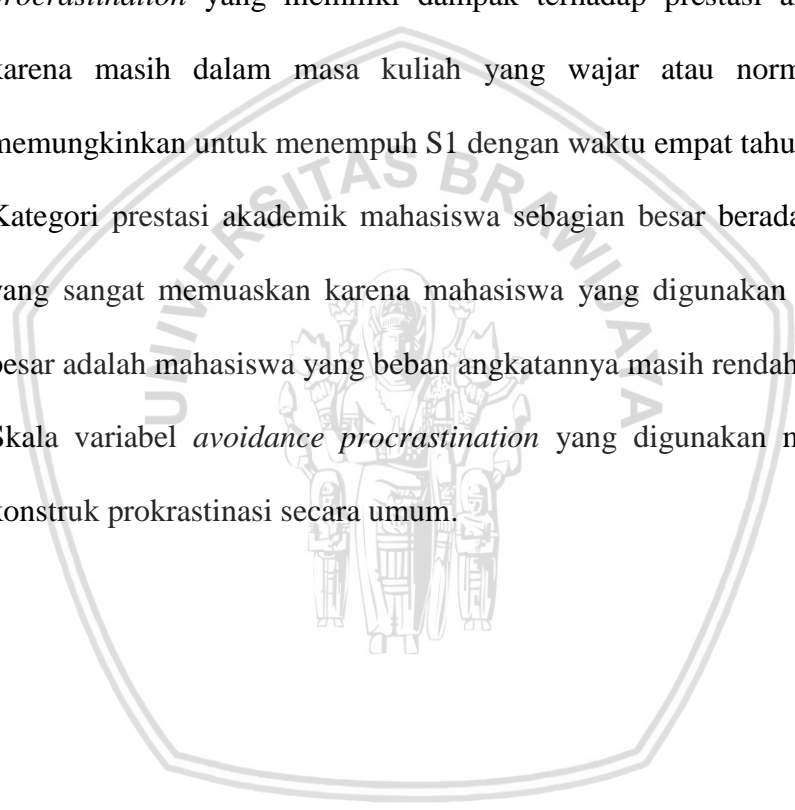 procrastination yang memiliki dampak terhadap prestasi a
karena masih dalam masa kuliah yang wajar atau norm
memungkinkan untuk menempuh S1 dengan waktu empat tahu
Kategori prestasi akademik mahasiswa sebagian besar berada
yang sangat memuaskan karena mahasiswa yang digunakan
besar adalah mahasiswa yang beban angkatannya masih rendah
Skala variabel avoidance procrastination yang digunakan
konstruk prokrastinasi secara umum.
UNIVERSITAS BRAWIJAYA